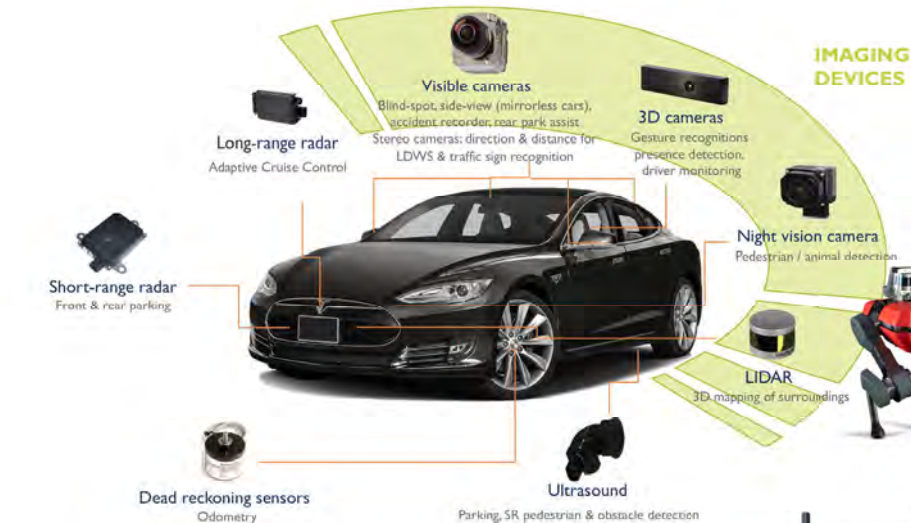 IMAGING
DEVICES
Visible cameras
Blind-spot, side-view (mirrorless cars),
accident recorder, rear park assist
Stereo cameras: direction & distance for
LDWS & traffic sign recognition
3D cameras
Gesture recognitions
presence detection,
driver monitoring
Long-range radar
Adaptive Cruise Control
Night vision camera
Pedestrian / animal detection
Short-range radar
Front & rear parking
LIDAR
3D mapping of surroundings
Dead reckoning sensors
Odometry
Ultrasound
Parking, SR pedestrian & obstacle detection